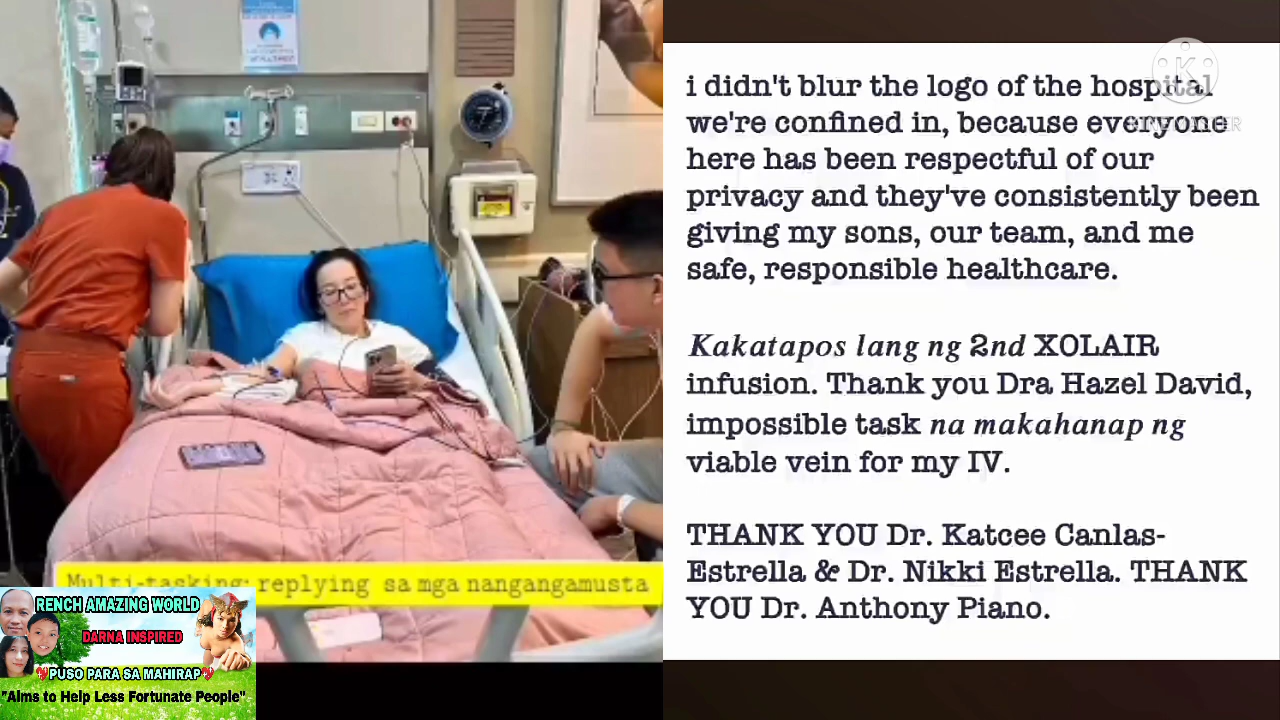 Multi-tasking: replying sa mga nangangamusta
RENCH AMAZING WORLD
DARNA INSPIRED
PUSO PARA SA MAHIRAP
"AIms to Help Less Fortunate People"
K
KINEMASTER
i didn't blur the logo of the hospital
we're confined in, because everyone
here has been respectful of our
privacy and they've consistently been
giving my sons, our team, and me
safe, responsible healthcare.
Kakatapos lang ng 2nd XOLAIR
infusion. Thank you Dra Hazel David,
impossible task na makahanap ng
viable vein for my IV.
THANK YOU Dr. Katcee Canlas-
Estrella & Dr. Nikki Estrella. THANK
YOU Dr. Anthony Piano.